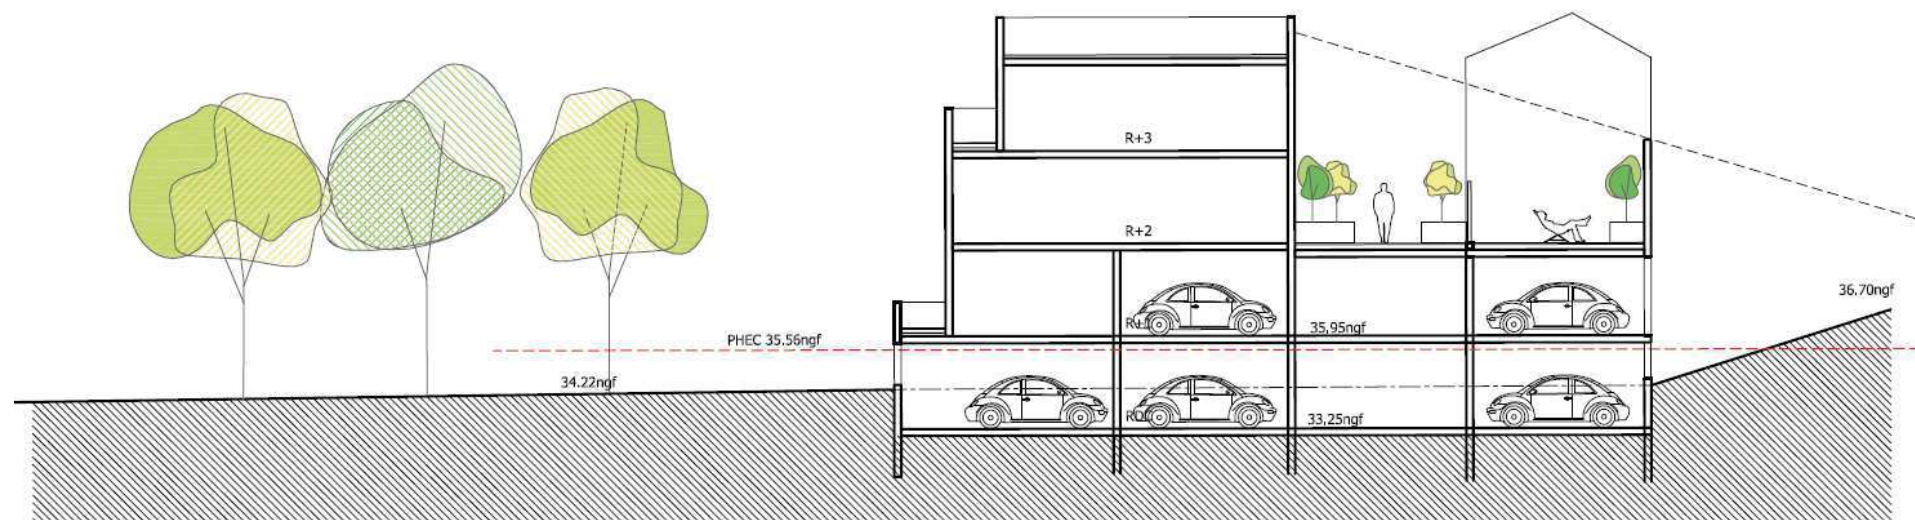 R+3
R+2
36.70ngf
35,95ngf
PHEC 35.56ngf
34.22ngf
33,25ngf